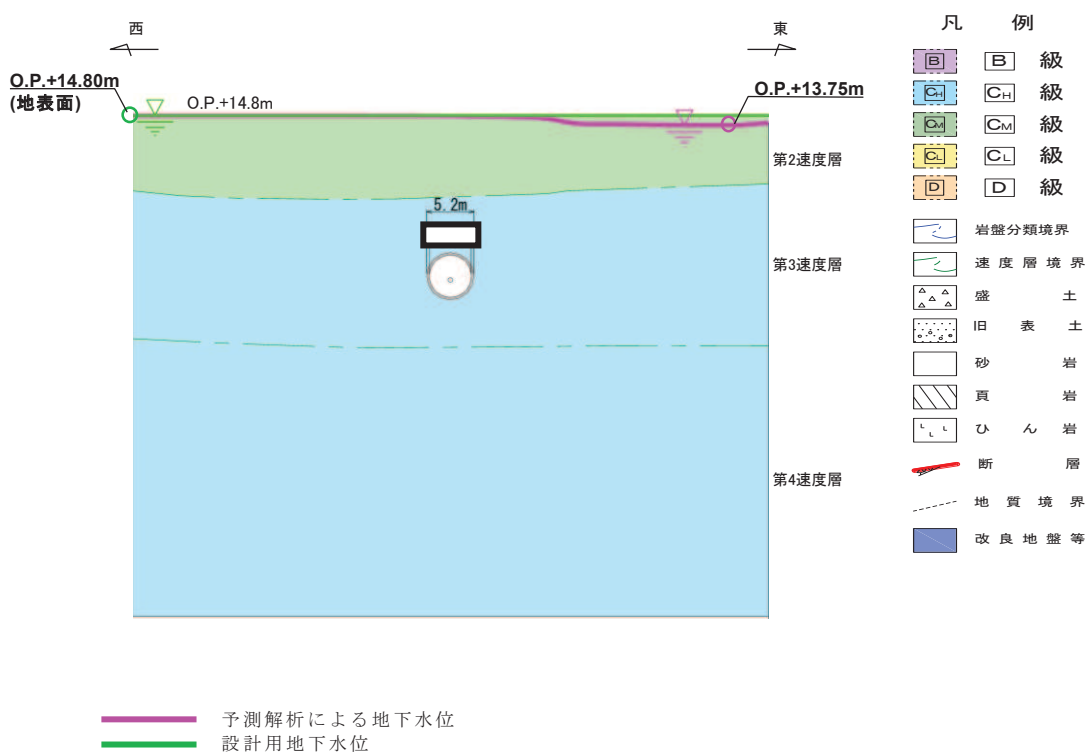 西
東
O.P.+14.80m
(地表面)
O.P.+14.8m
O.P.+13.75m
第2速度層
5.2m
第3速度層
第4速度層
凡 例
B B 級
CH CH 級
CM CM 級
CL CL 級
D D 級
岩盤分類境界
速度層境界
盛 土
旧 表 土
砂 岩
頁 岩
ひ ん 岩
断 層
地 質 境 界
改 良 地 盤 等
予測解析による地下水位
設計用地下水位